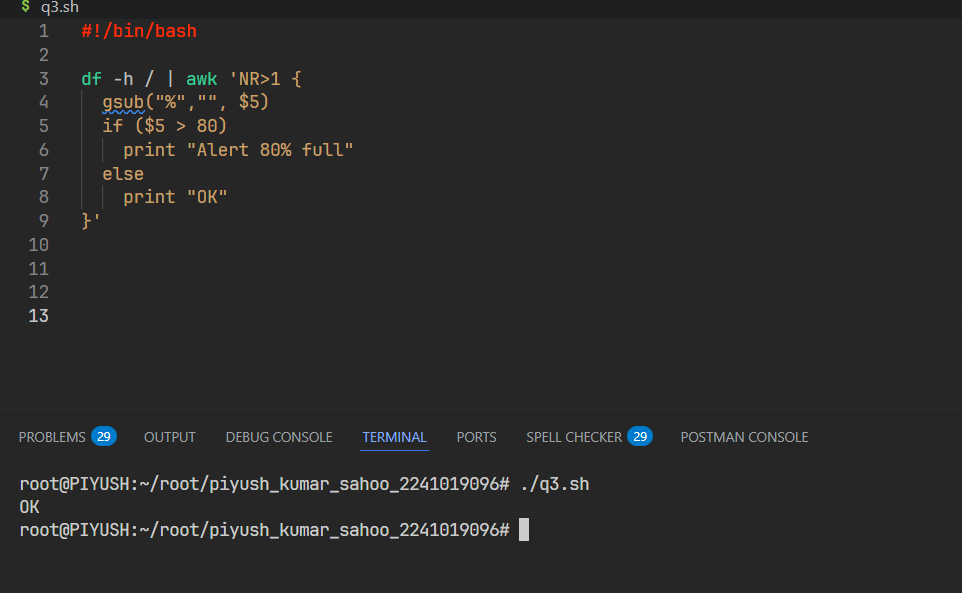 $ q3.sh
1 #!/bin/bash
2
3 df -h / | awk 'NR>1 {
4 gsub("%","", $5)
5 if ($5 > 80)
6 print "Alert 80% full"
7 else
8 print "OK"
9 }'
10
11
12
13
PROBLEMS 29 OUTPUT DEBUG CONSOLE TERMINAL PORTS SPELL CHECKER 29 POSTMAN CONSOLE
root@PIYUSH:~/root/piyush_kumar_sahoo_2241019096# ./q3.sh
OK
root@PIYUSH:~/root/piyush_kumar_sahoo_2241019096#